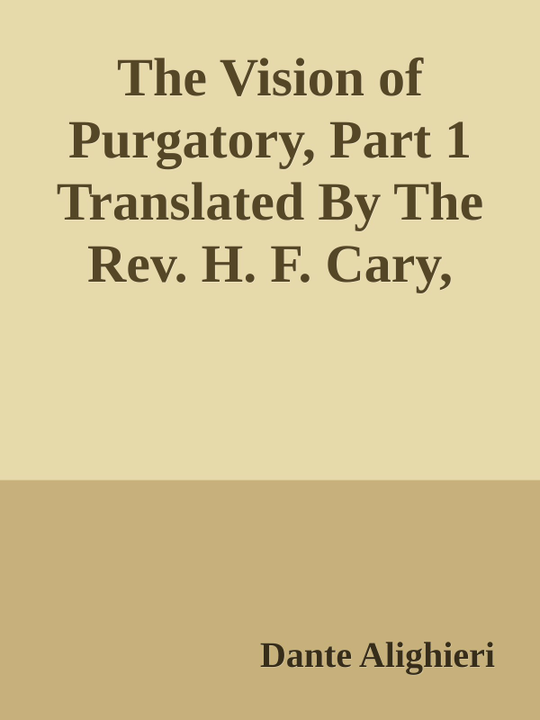 The Vision of
Purgatory, Part 1
Translated By The
Rev. H. F. Cary,
Dante Alighieri